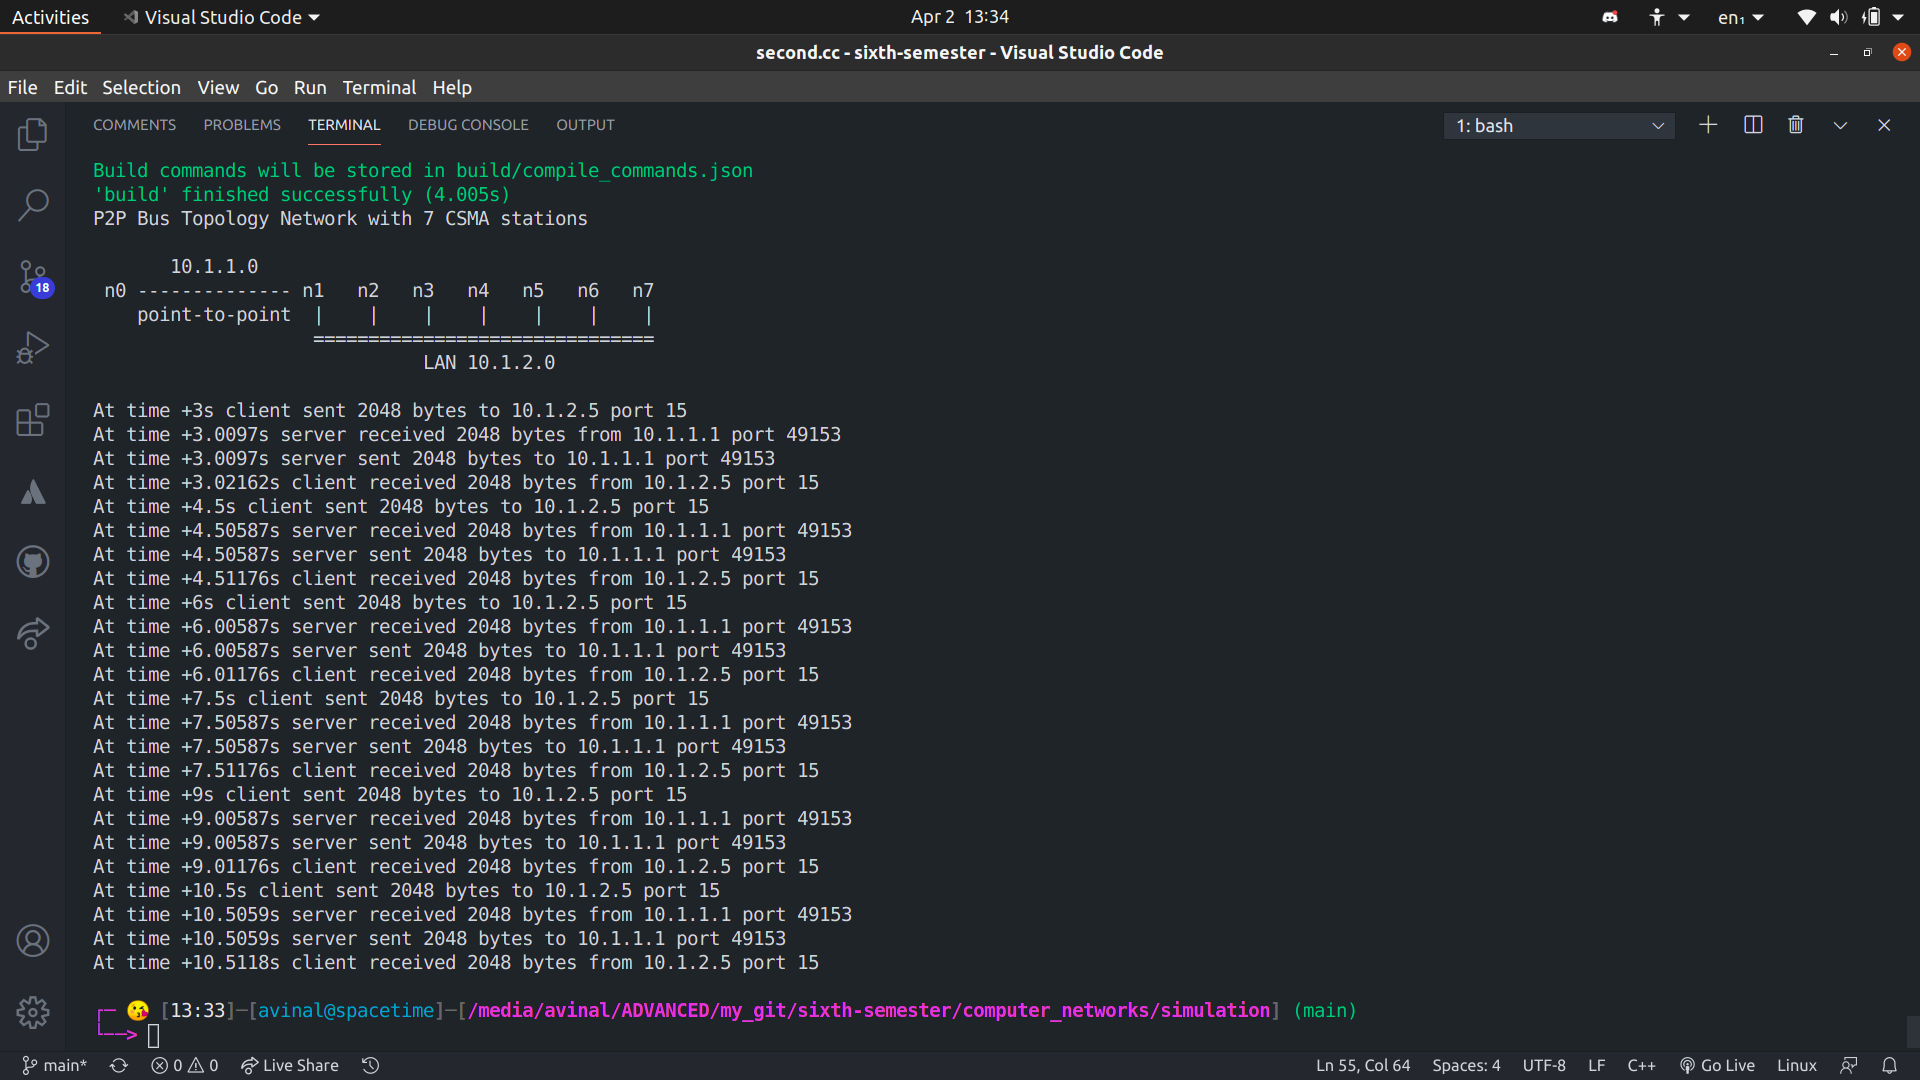 Activities Visual Studio Code Apr 2 13:34 en₁
second.cc - sixth-semester - Visual Studio Code
File Edit Selection View Go Run Terminal Help
COMMENTS PROBLEMS TERMINAL DEBUG CONSOLE OUTPUT 1: bash
Build commands will be stored in build/compile_commands.json
'build' finished successfully (4.005s)
P2P Bus Topology Network with 7 CSMA stations
10.1.1.0
n0 -------------- n1 n2 n3 n4 n5 n6 n7
point-to-point | | | | | | |
===============================
LAN 10.1.2.0
At time +3s client sent 2048 bytes to 10.1.2.5 port 15
At time +3.0097s server received 2048 bytes from 10.1.1.1 port 49153
At time +3.0097s server sent 2048 bytes to 10.1.1.1 port 49153
At time +3.02162s client received 2048 bytes from 10.1.2.5 port 15
At time +4.5s client sent 2048 bytes to 10.1.2.5 port 15
At time +4.50587s server received 2048 bytes from 10.1.1.1 port 49153
At time +4.50587s server sent 2048 bytes to 10.1.1.1 port 49153
At time +4.51176s client received 2048 bytes from 10.1.2.5 port 15
At time +6s client sent 2048 bytes to 10.1.2.5 port 15
At time +6.00587s server received 2048 bytes from 10.1.1.1 port 49153
At time +6.00587s server sent 2048 bytes to 10.1.1.1 port 49153
At time +6.01176s client received 2048 bytes from 10.1.2.5 port 15
At time +7.5s client sent 2048 bytes to 10.1.2.5 port 15
At time +7.50587s server received 2048 bytes from 10.1.1.1 port 49153
At time +7.50587s server sent 2048 bytes to 10.1.1.1 port 49153
At time +7.51176s client received 2048 bytes from 10.1.2.5 port 15
At time +9s client sent 2048 bytes to 10.1.2.5 port 15
At time +9.00587s server received 2048 bytes from 10.1.1.1 port 49153
At time +9.00587s server sent 2048 bytes to 10.1.1.1 port 49153
At time +9.01176s client received 2048 bytes from 10.1.2.5 port 15
At time +10.5s client sent 2048 bytes to 10.1.2.5 port 15
At time +10.5059s server received 2048 bytes from 10.1.1.1 port 49153
At time +10.5059s server sent 2048 bytes to 10.1.1.1 port 49153
At time +10.5118s client received 2048 bytes from 10.1.2.5 port 15
┌─ 😘 [13:33]─[avinal@spacetime]─[/media/avinal/ADVANCED/my_git/sixth-semester/computer_networks/simulation] (main)
└──>
18
main* 0 0 Live Share Ln 55, Col 64 Spaces: 4 UTF-8 LF C++ Go Live Linux